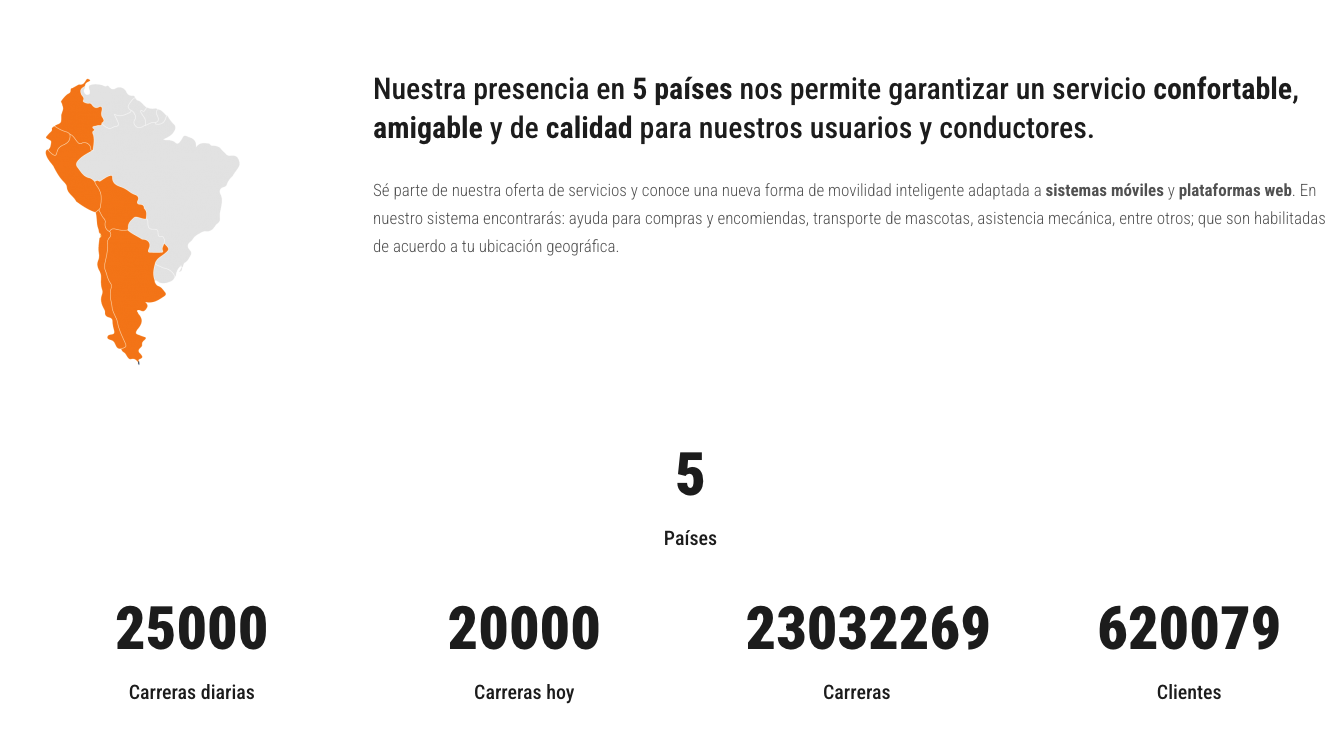 Nuestra presencia en 5 países nos permite garantizar un servicio confortable,
amigable y de calidad para nuestros usuarios y conductores.
Sé parte de nuestra oferta de servicios y conoce una nueva forma de movilidad inteligente adaptada a sistemas móviles y plataformas web. En
nuestro sistema encontrarás: ayuda para compras y encomiendas, transporte de mascotas, asistencia mecánica, entre otros; que son habilitadas
de acuerdo a tu ubicación geográfica.
5
Países
25000
Carreras diarias
20000
Carreras hoy
23032269
Carreras
620079
Clientes